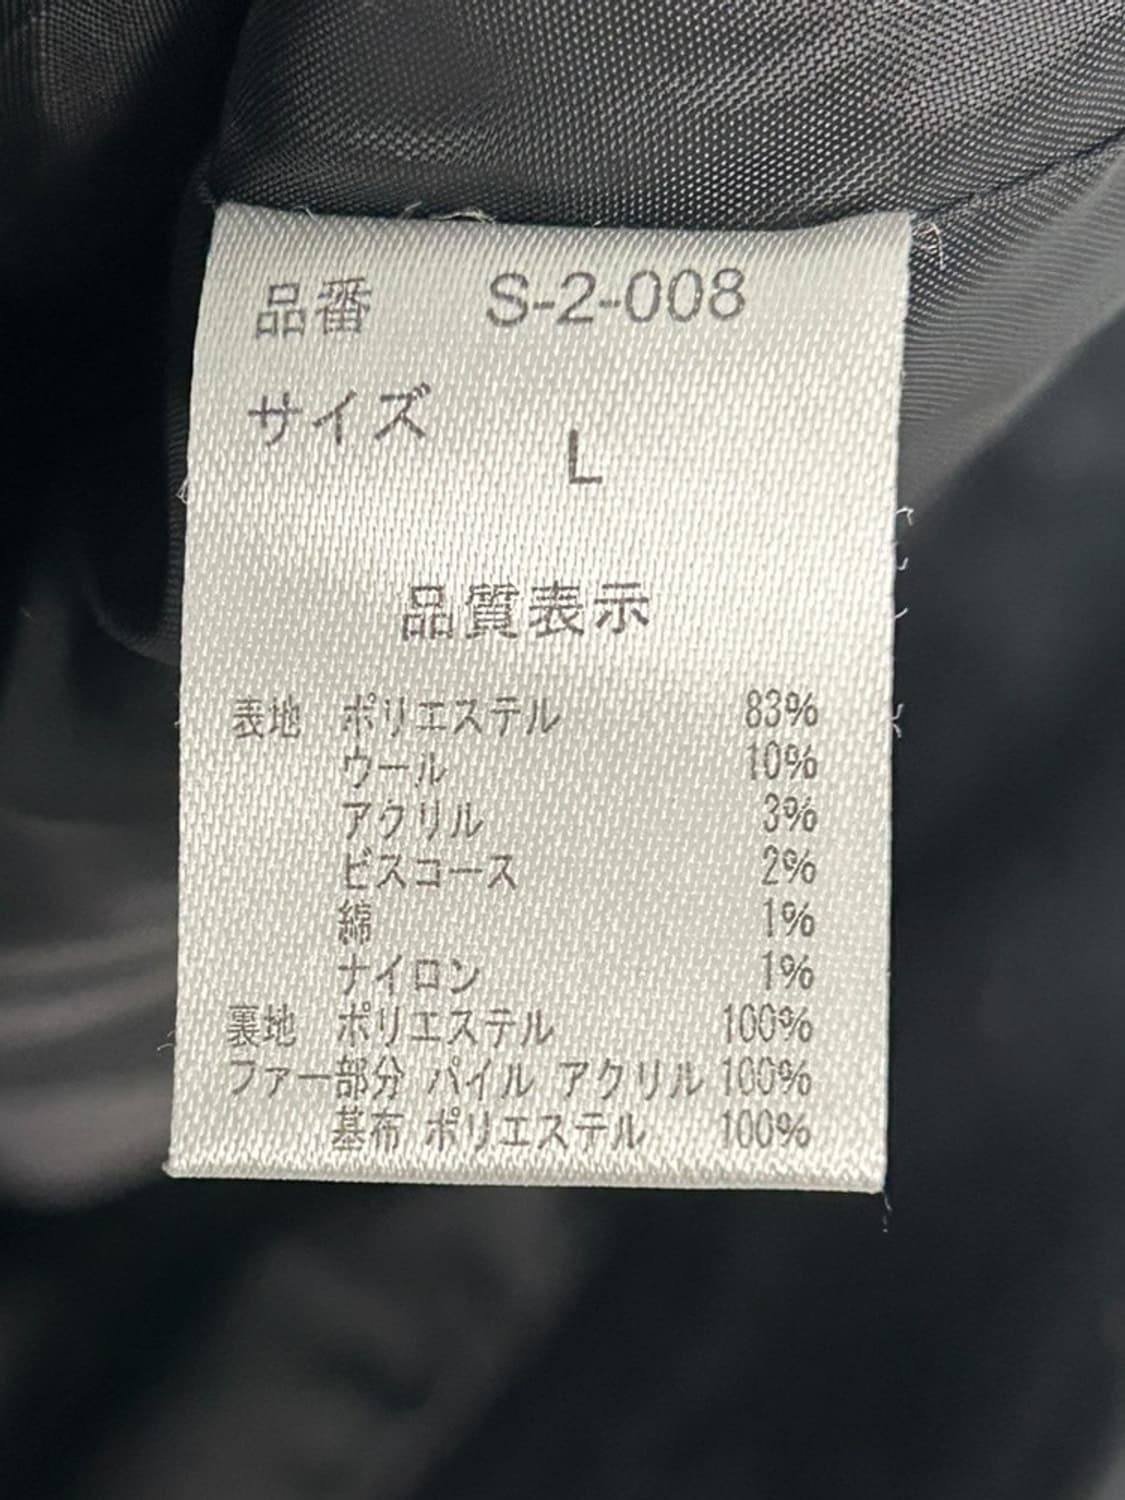 品番 S-2-008
サイズ L
品質表示
表地 ポリエステル 83%
ウール 10%
アクリル 3%
ビスコース 2%
綿 1%
ナイロン 1%
裏地 ポリエステル 100%
ファー部分 パイル アクリル 100%
基布 ポリエステル 100%